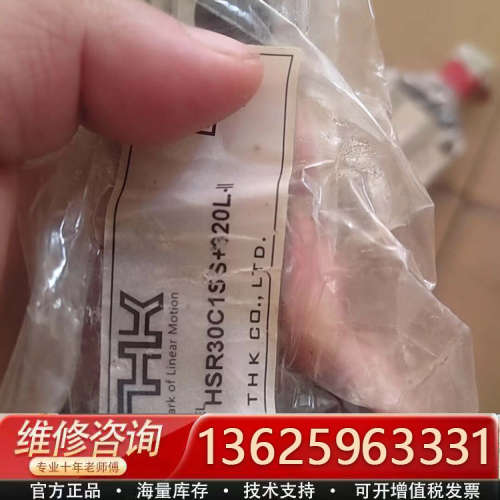 THK
ark of Linear Motion
HSR30C1SS+320L-Ⅱ
THK CO., LTD.
维修咨询
专业十年老师傅
13625963331
官方正品 海量库存 技术支持 可开增值税发票